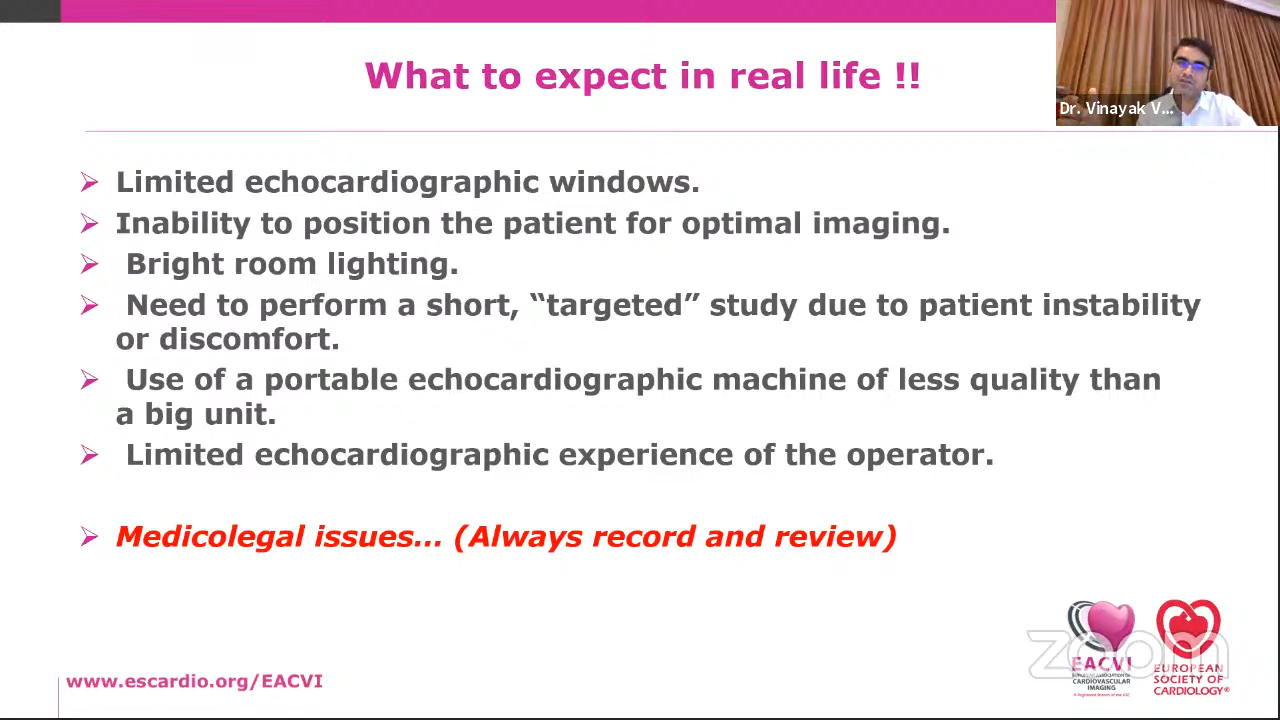 What to expect in real life !!
Dr. Vinayak V...
➢ Limited echocardiographic windows.
➢ Inability to position the patient for optimal imaging.
➢ Bright room lighting.
➢ Need to perform a short, “targeted” study due to patient instability
or discomfort.
➢ Use of a portable echocardiographic machine of less quality than
a big unit.
➢ Limited echocardiographic experience of the operator.
➢ Medicolegal issues... (Always record and review)
zoom
EACVI
EUROPEAN ASSOCIATION OF
CARDIOVASCULAR
IMAGING
A Registered Branch of the ESC
EUROPEAN
SOCIETY OF
CARDIOLOGY®
www.escardio.org/EACVI